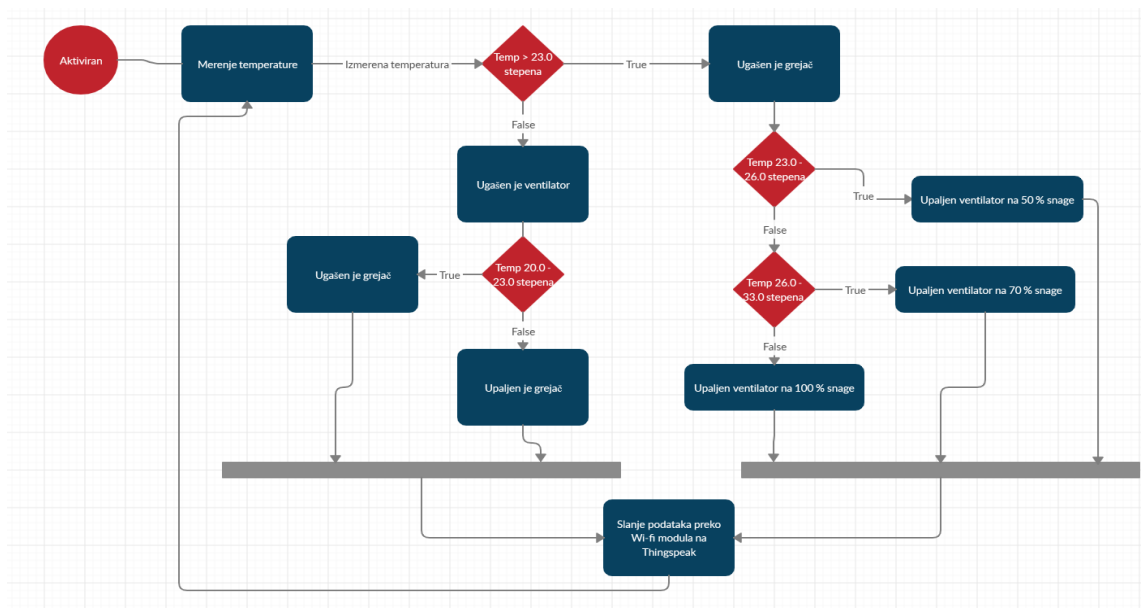 Aktiviran
Merenje temperature
Izmerena temperatura
Temp > 23.0
stepena
True
Ugašen je grejač
False
Ugašen je ventilator
Temp 23.0 -
26.0 stepena
True
Upaljen ventilator na 50 % snage
False
Ugašen je grejač
True
Temp 20.0 -
23.0 stepena
Temp 26.0 -
33.0 stepena
True
Upaljen ventilator na 70 % snage
False
False
Upaljen je grejač
Upaljen ventilator na 100 % snage
Slanje podataka preko
Wi-fi modula na
Thingspeak